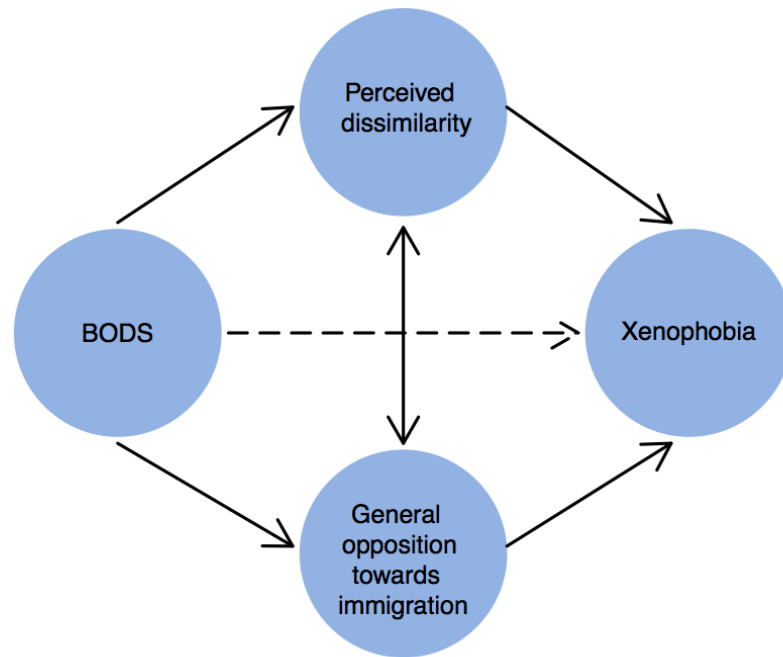 Perceived
dissimilarity
BODS
Xenophobia
General
opposition
towards
immigration